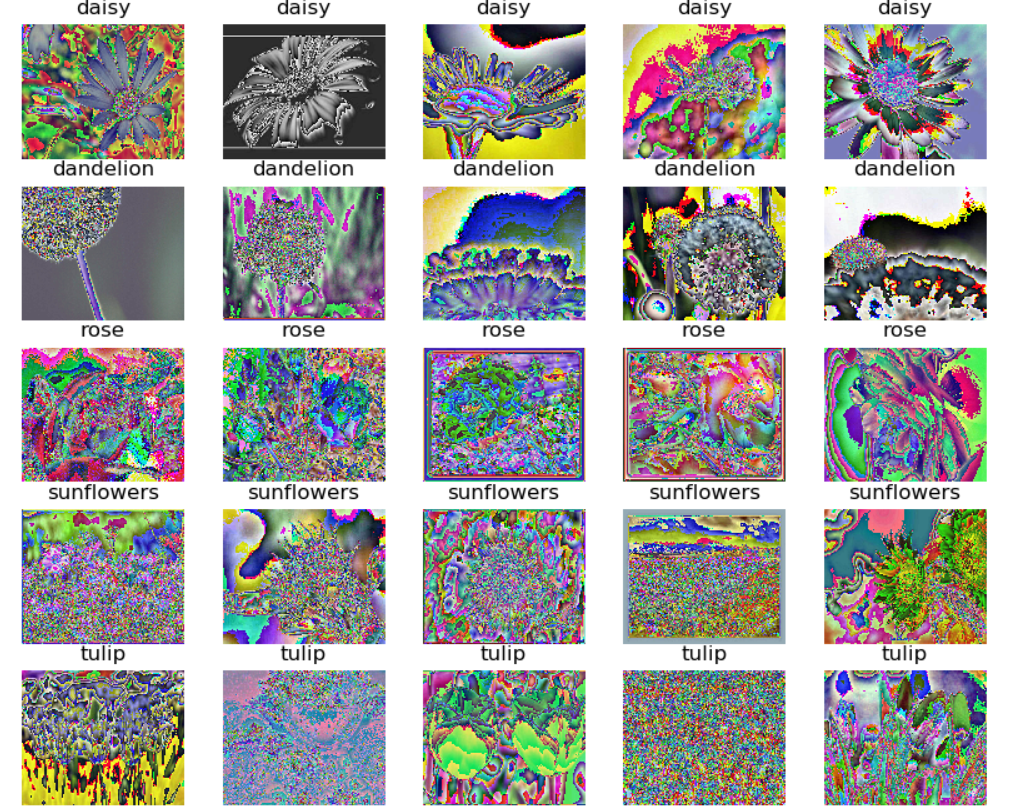 daisy daisy daisy daisy daisy
dandelion dandelion dandelion dandelion dandelion
rose rose rose rose rose
sunflowers sunflowers sunflowers sunflowers sunflowers
tulip tulip tulip tulip tulip